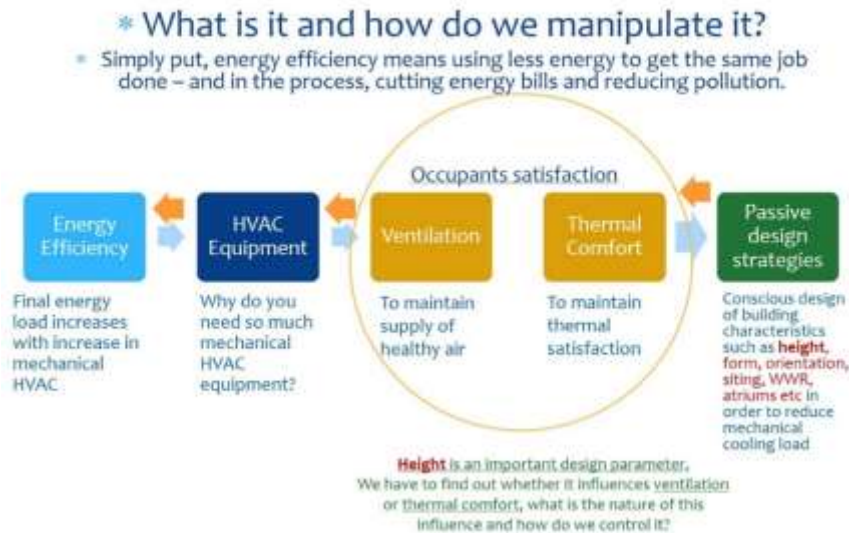 * What is it and how do we manipulate it?
* Simply put, energy efficiency means using less energy to get the same job
done – and in the process, cutting energy bills and reducing pollution.
Occupants satisfaction
Energy
Efficiency
HVAC
Equipment
Ventilation
Thermal
Comfort
Passive
design
strategies
Final energy
load increases
with increase in
mechanical
HVAC
Why do you
need so much
mechanical
HVAC
equipment?
To maintain
supply of
healthy air
To maintain
thermal
satisfaction
Conscious design
of building
characteristics
such as height,
form, orientation,
siting, WWR,
atriums etc in
order to reduce
mechanical
cooling load
Height is an important design parameter.
We have to find out whether it influences ventilation
or thermal comfort, what is the nature of this
influence and how do we control it?